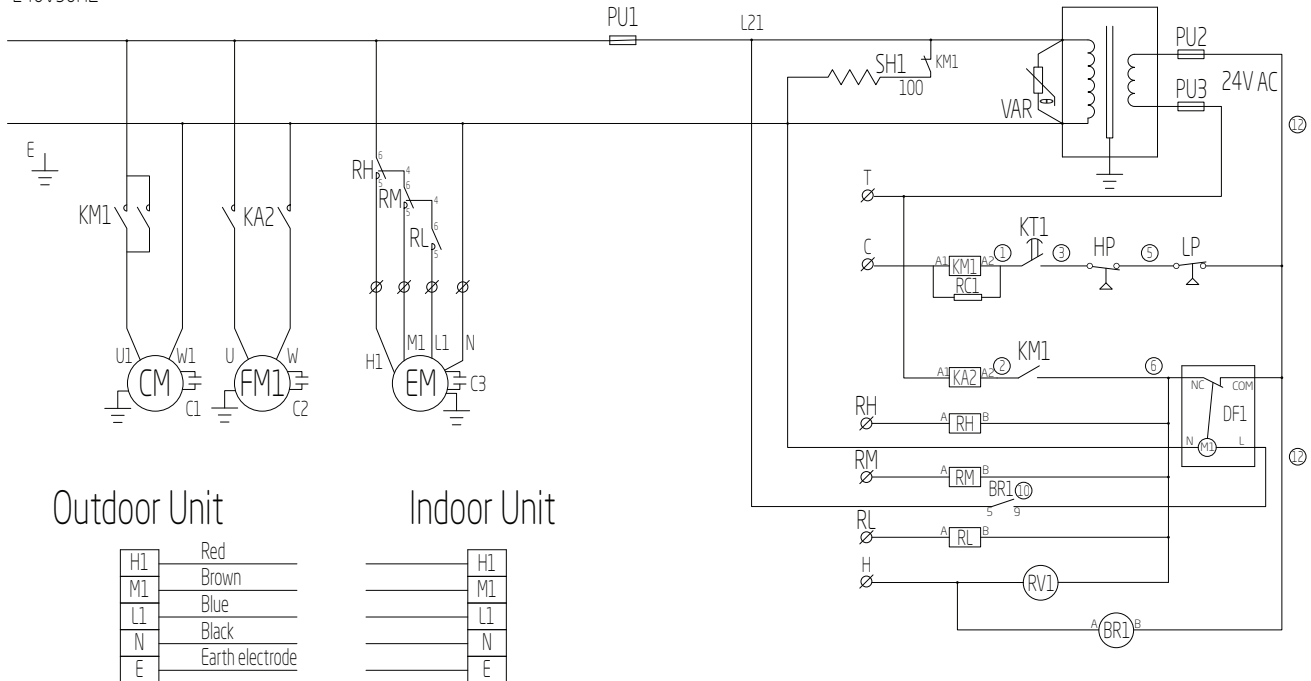 PU1
L21
PU2
SH1
KM1
100
PU3
24V AC
VAR
12
E
T
RH
6
5
4
RM
6
5
4
RL
6
5
KM1
KA2
C
A1 KM1 A2
RC1
1
KT1
3
HP
5
LP
U1
W1
U
W
H1
M1
L1
N
CM
FM1
EM
C1
C2
C3
A1 KA2 A2
2
KM1
6
NC
COM
DF1
N
M1
L
RH
A RH B
12
RM
A RM B
BR1
10
5
9
RL
A RL B
H
RV1
A BR1 B
Outdoor Unit
Indoor Unit
H1 Red H1
M1 Brown M1
L1 Blue L1
N Black N
E Earth electrode E